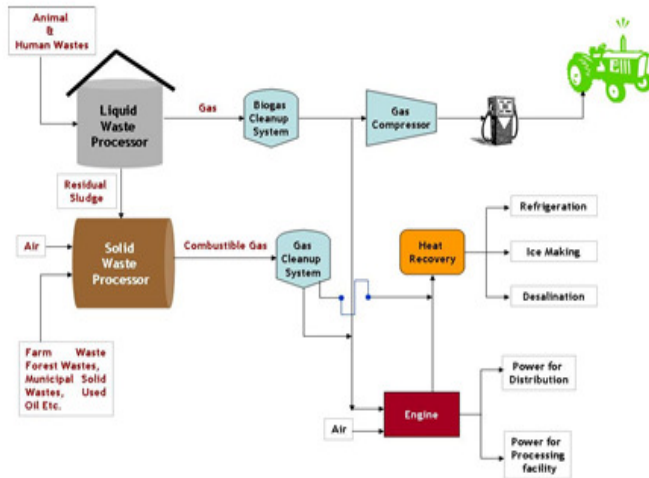 Animal
&
Human Wastes
Liquid
Waste
Processor
Gas
Biogas
Cleanup
System
Gas
Compressor
Residual
Sludge
Air
Solid
Waste
Processor
Combustible Gas
Gas
Cleanup
System
Heat
Recovery
Refrigeration
Ice Making
Desalination
Farm Waste
Forest Wastes,
Municipal Solid
Wastes, Used
Oil Etc.
Air
Engine
Power for
Distribution
Power for
Processing
facility